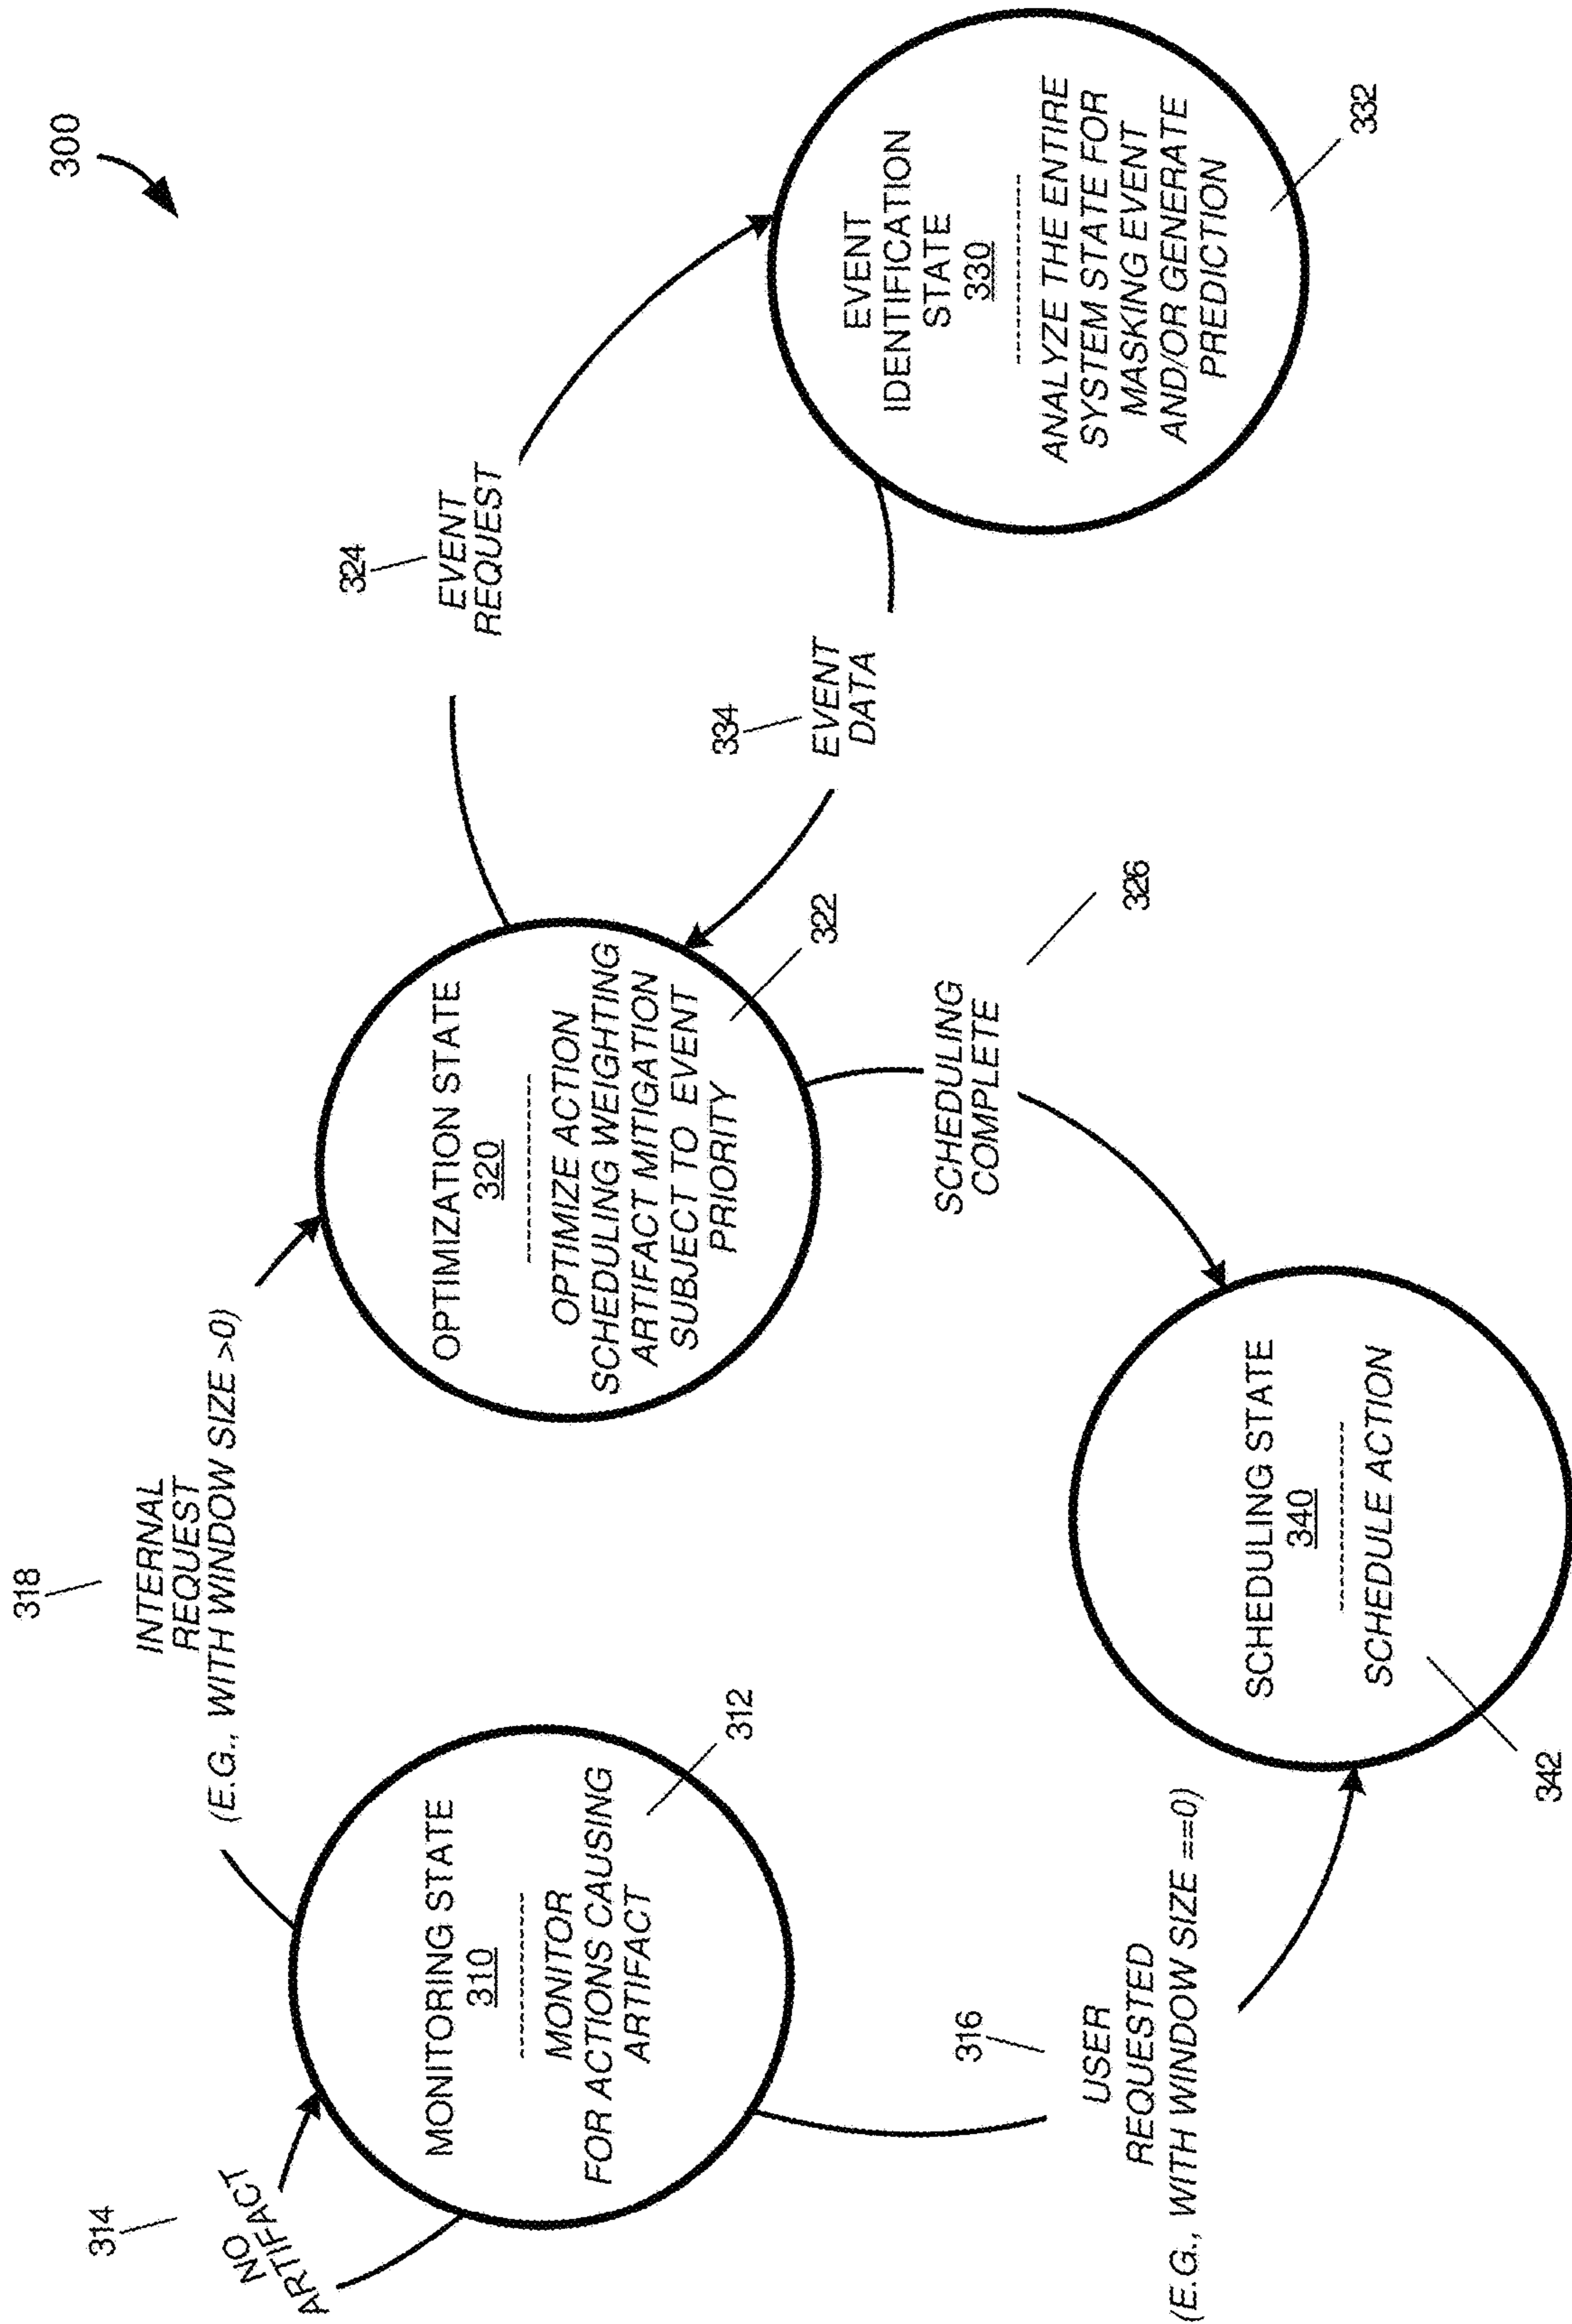 300
318
INTERNAL
REQUEST
(E.G., WITH WINDOW SIZE >0)
314
NO
ARTIFACT
MONITORING STATE
310
MONITOR
FOR ACTIONS CAUSING
ARTIFACT
312
OPTIMIZATION STATE
320
OPTIMIZE ACTION
SCHEDULING WEIGHTING
ARTIFACT MITIGATION
SUBJECT TO EVENT
PRIORITY
322
324
EVENT
REQUEST
334
EVENT
DATA
EVENT
IDENTIFICATION
STATE
330
ANALYZE THE ENTIRE
SYSTEM STATE FOR
MASKING EVENT
AND/OR GENERATE
PREDICTION
332
316
USER
REQUESTED
(E.G., WITH WINDOW SIZE ==0)
326
SCHEDULING
COMPLETE
SCHEDULING STATE
340
SCHEDULE ACTION
342